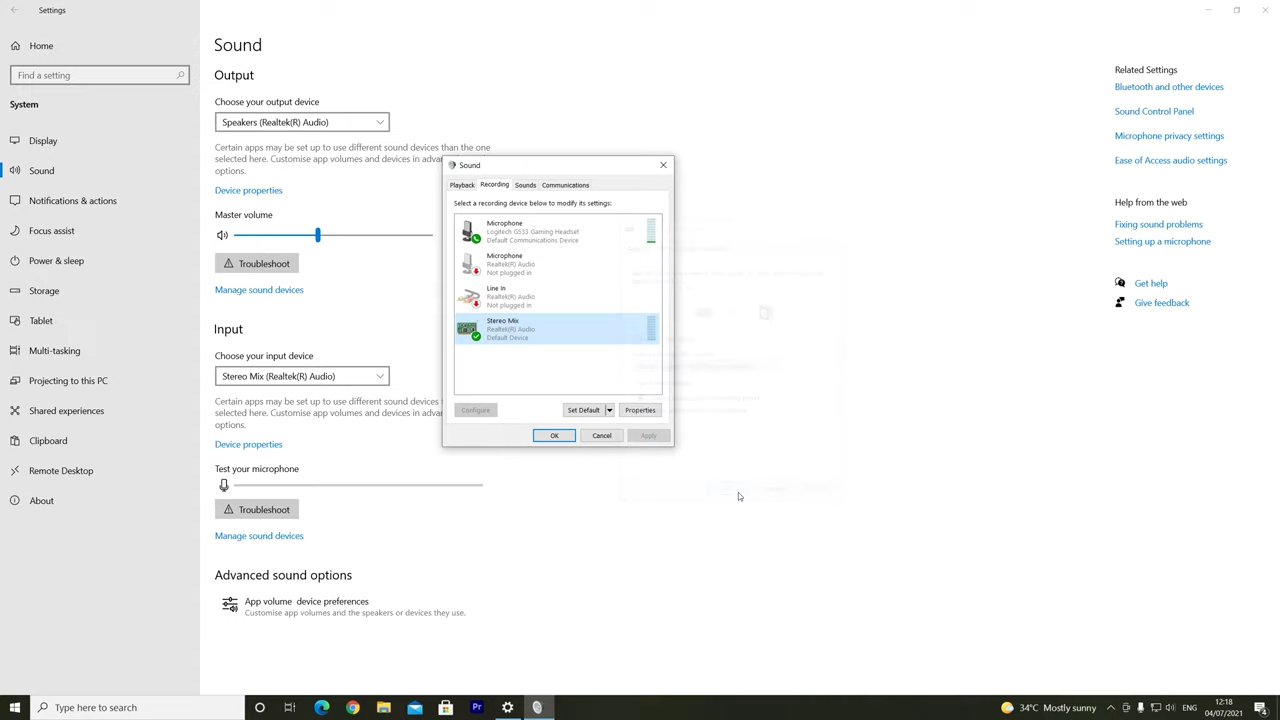 Settings
Home
Find a setting
System
Display
Sound
Notifications & actions
Focus assist
Power & sleep
Storage
Tablet
Multi-tasking
Projecting to this PC
Shared experiences
Clipboard
Remote Desktop
About
Sound
Output
Choose your output device
Speakers (Realtek(R) Audio)
Certain apps may be set up to use different sound devices than the one
selected here. Customise app volumes and devices in advan
options.
Device properties
Master volume
Troubleshoot
Manage sound devices
Input
Choose your input device
Stereo Mix (Realtek(R) Audio)
Certain apps may be set up to use different sound devi
selected here. Customise app volumes and devices in adva
options.
Device properties
Test your microphone
Troubleshoot
Manage sound devices
Advanced sound options
App volume device preferences
Customise app volumes and the speakers or devices they use.
Sound
Playback Recording Sounds Communications
Select a recording device below to modify its settings:
Microphone
Logitech G533 Gaming Headset
Default Communications Device
Microphone
Realtek(R) Audio
Not plugged in
Line In
Realtek(R) Audio
Not plugged in
Stereo Mix
Realtek(R) Audio
Default Device
Configure Set Default Properties
OK Cancel Apply
Related Settings
Bluetooth and other devices
Sound Control Panel
Microphone privacy settings
Ease of Access audio settings
Help from the web
Fixing sound problems
Setting up a microphone
Get help
Give feedback
Type here to search
Pr
34°C Mostly sunny
ENG
12:18
04/07/2021
4